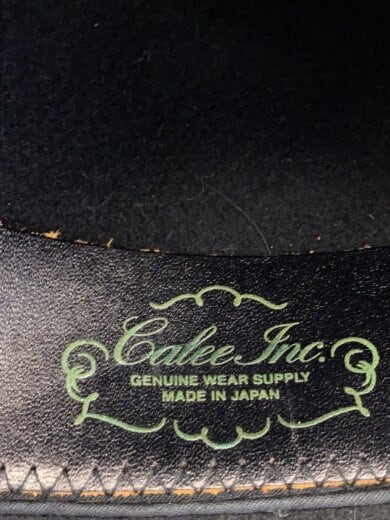 Calee Inc.
GENUINE WEAR SUPPLY
MADE IN JAPAN